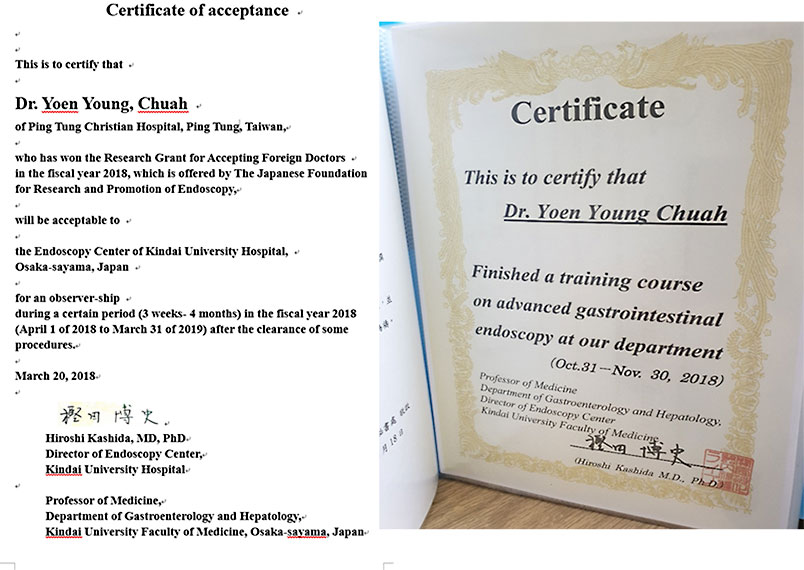 Certificate of acceptance
This is to certify that
Dr. Yoen Young, Chuah
of Ping Tung Christian Hospital, Ping Tung, Taiwan,
who has won the Research Grant for Accepting Foreign Doctors
in the fiscal year 2018, which is offered by The Japanese Foundation
for Research and Promotion of Endoscopy,
will be acceptable to
the Endoscopy Center of Kindai University Hospital,
Osaka-sayama, Japan
for an observer-ship
during a certain period (3 weeks- 4 months) in the fiscal year 2018
(April 1 of 2018 to March 31 of 2019) after the clearance of some
procedures.
March 20, 2018
樫田 博史
Hiroshi Kashida, MD, PhD
Director of Endoscopy Center,
Kindai University Hospital
Professor of Medicine,
Department of Gastroenterology and Hepatology,
Kindai University Faculty of Medicine, Osaka-sayama, Japan
Certificate
This is to certify that
Dr. Yoen Young Chuah
Finished a training course
on advanced gastrointestinal
endoscopy at our department
(Oct.31—Nov. 30, 2018)
Professor of Medicine
Department of Gastroenterology and Hepatology,
Director of Endoscopy Center
Kindai University Faculty of Medicine
樫田 博史
(Hiroshi Kashida M.D., Ph.D)
月18日